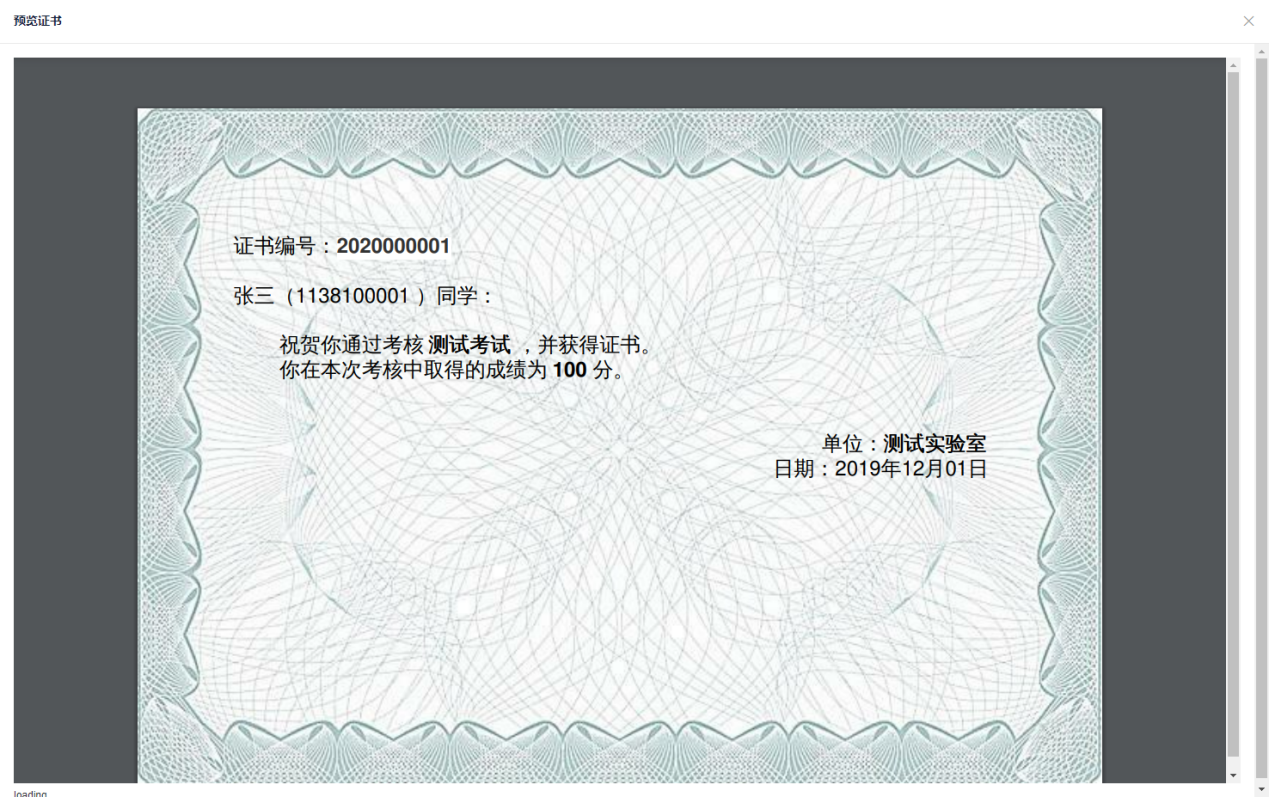 预览证书
证书编号：2020000001
张三（1138100001 ）同学：
祝贺你通过考核 测试考试 ，并获得证书。
你在本次考核中取得的成绩为 100 分。
单位：测试实验室
日期：2019年12月01日
loading